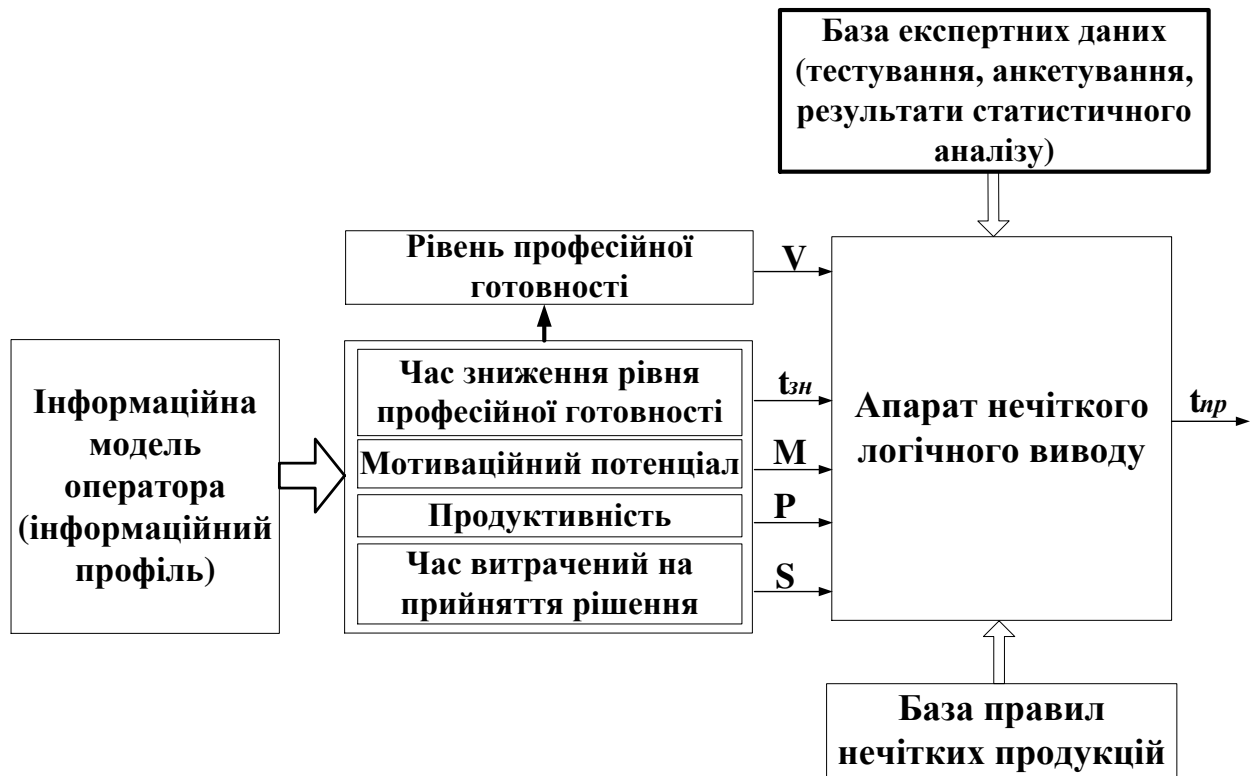 База експертних даних
(тестування, анкетування,
результати статистичного
аналізу)
Рівень професійної
готовності
V
Інформаційна
модель
оператора
(інформаційний
профіль)
Час зниження рівня
професійної готовності
tзн
Мотиваційний потенціал
M
Продуктивність
P
Час витрачений на
прийняття рішення
S
Апарат нечіткого
логічного виводу
tпр
База правил
нечітких продукцій